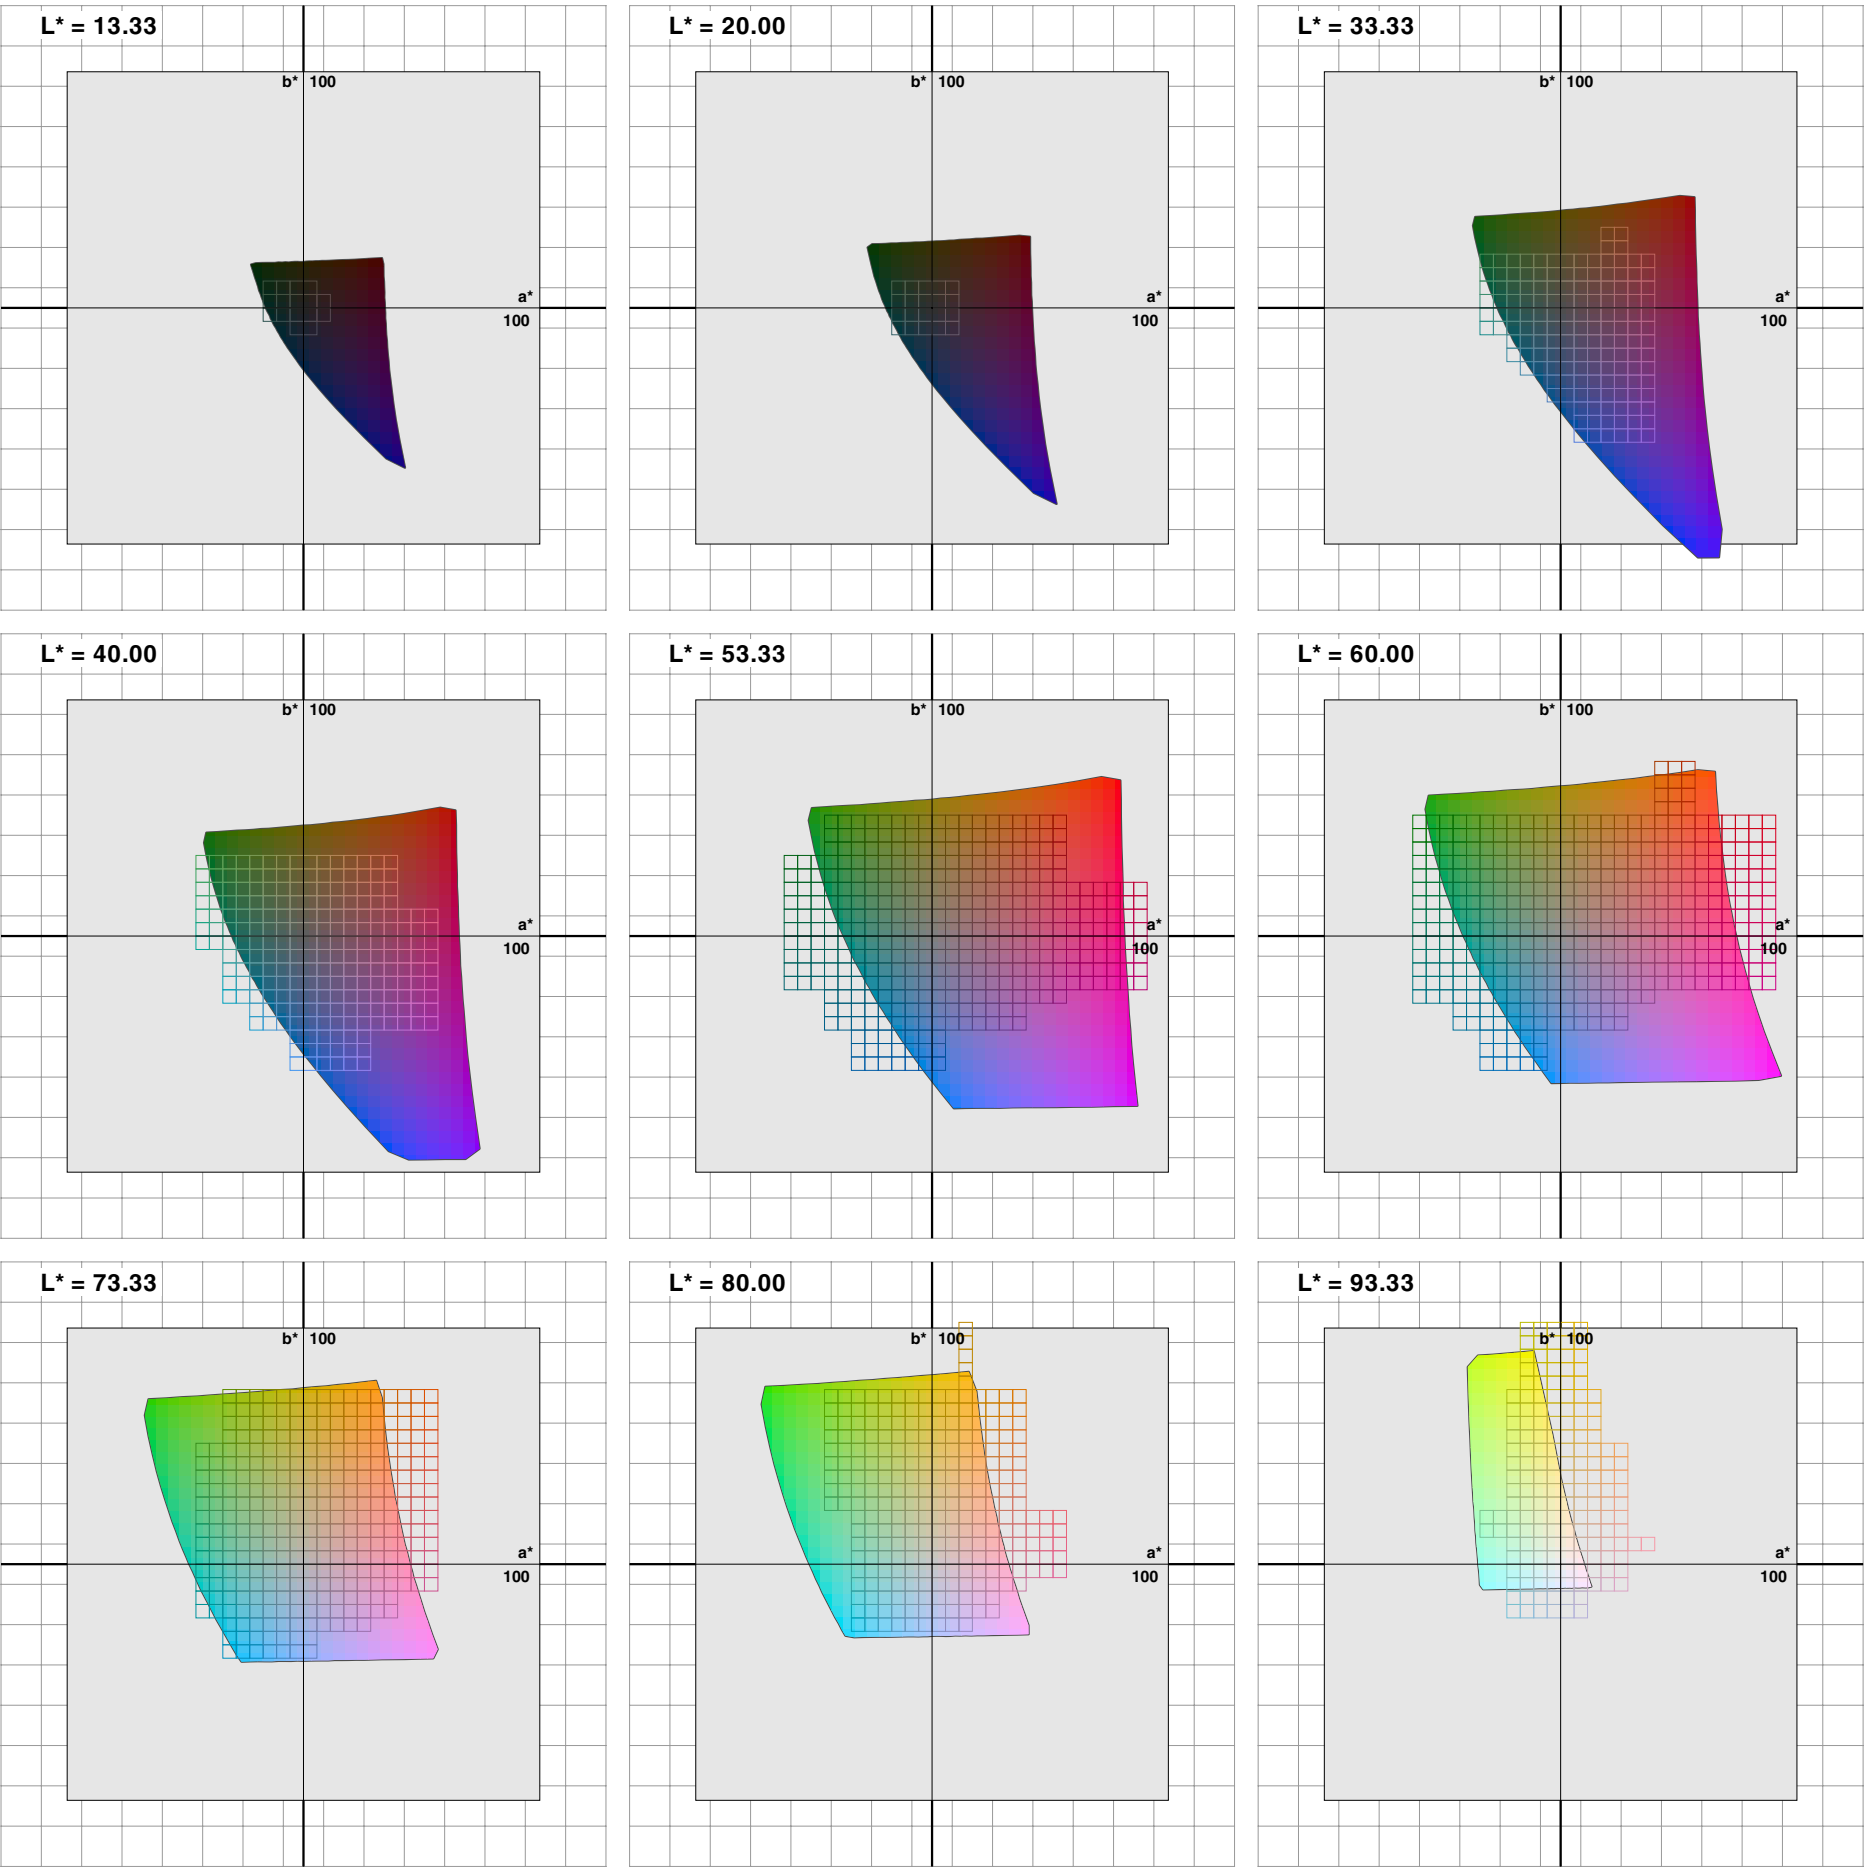 L* = 13.33
b* 100
a*
100
L* = 20.00
b* 100
a*
100
L* = 33.33
b* 100
a*
100
L* = 40.00
b* 100
a*
100
L* = 53.33
b* 100
a*
100
L* = 60.00
b* 100
a*
100
L* = 73.33
b* 100
a*
100
L* = 80.00
b* 100
a*
100
L* = 93.33
b* 100
a*
100